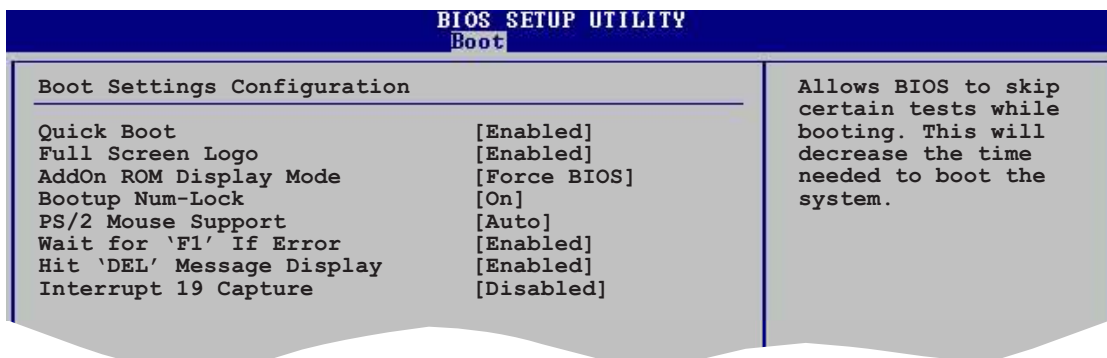 BIOS SETUP UTILITY
Boot
Boot Settings Configuration
Quick Boot [Enabled]
Full Screen Logo [Enabled]
AddOn ROM Display Mode [Force BIOS]
Bootup Num-Lock [On]
PS/2 Mouse Support [Auto]
Wait for ‘F1’ If Error [Enabled]
Hit ‘DEL’ Message Display [Enabled]
Interrupt 19 Capture [Disabled]
Allows BIOS to skip
certain tests while
booting. This will
decrease the time
needed to boot the
system.